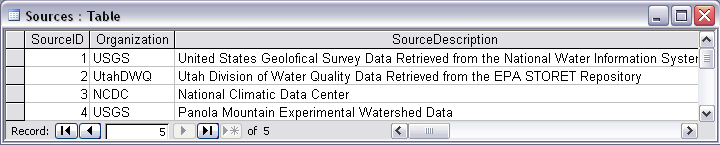 Sources : Table
SourceID Organization SourceDescription
1 USGS United States Geolofical Survey Data Retrieved from the National Water Information System
2 UtahDWQ Utah Division of Water Quality Data Retrieved from the EPA STORET Repository
3 NCDC National Climatic Data Center
4 USGS Panola Mountain Experimental Watershed Data
Record: 5 of 5